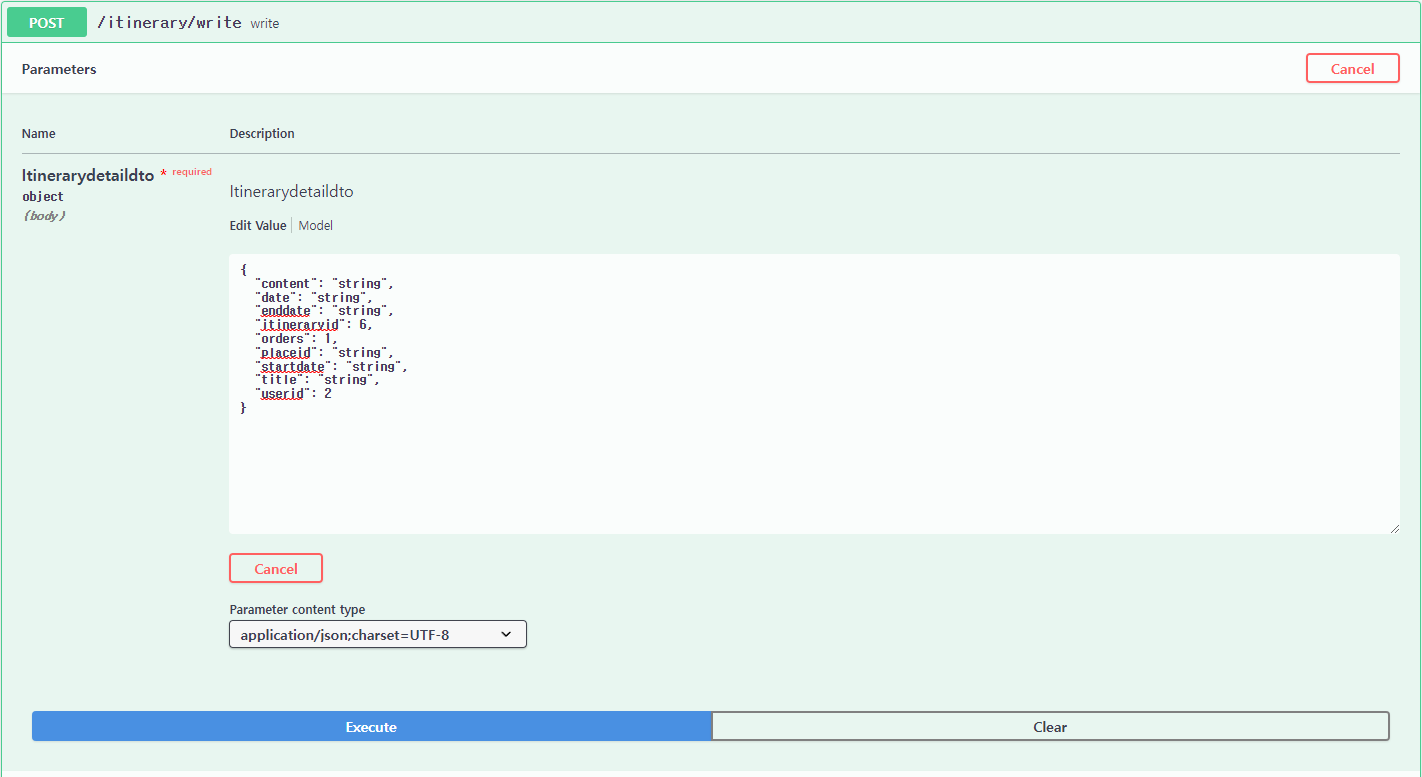 POST /itinerary/write write
Parameters
Cancel
Name Description
Itinerarydetaildto * required
object
(body)
Itinerarydetaildto
Edit Value | Model
{
"content": "string",
"date": "string",
"enddate": "string",
"itineraryid": 6,
"orders": 1,
"placeid": "string",
"startdate": "string",
"title": "string",
"userid": 2
}
Cancel
Parameter content type
application/json;charset=UTF-8
Execute
Clear